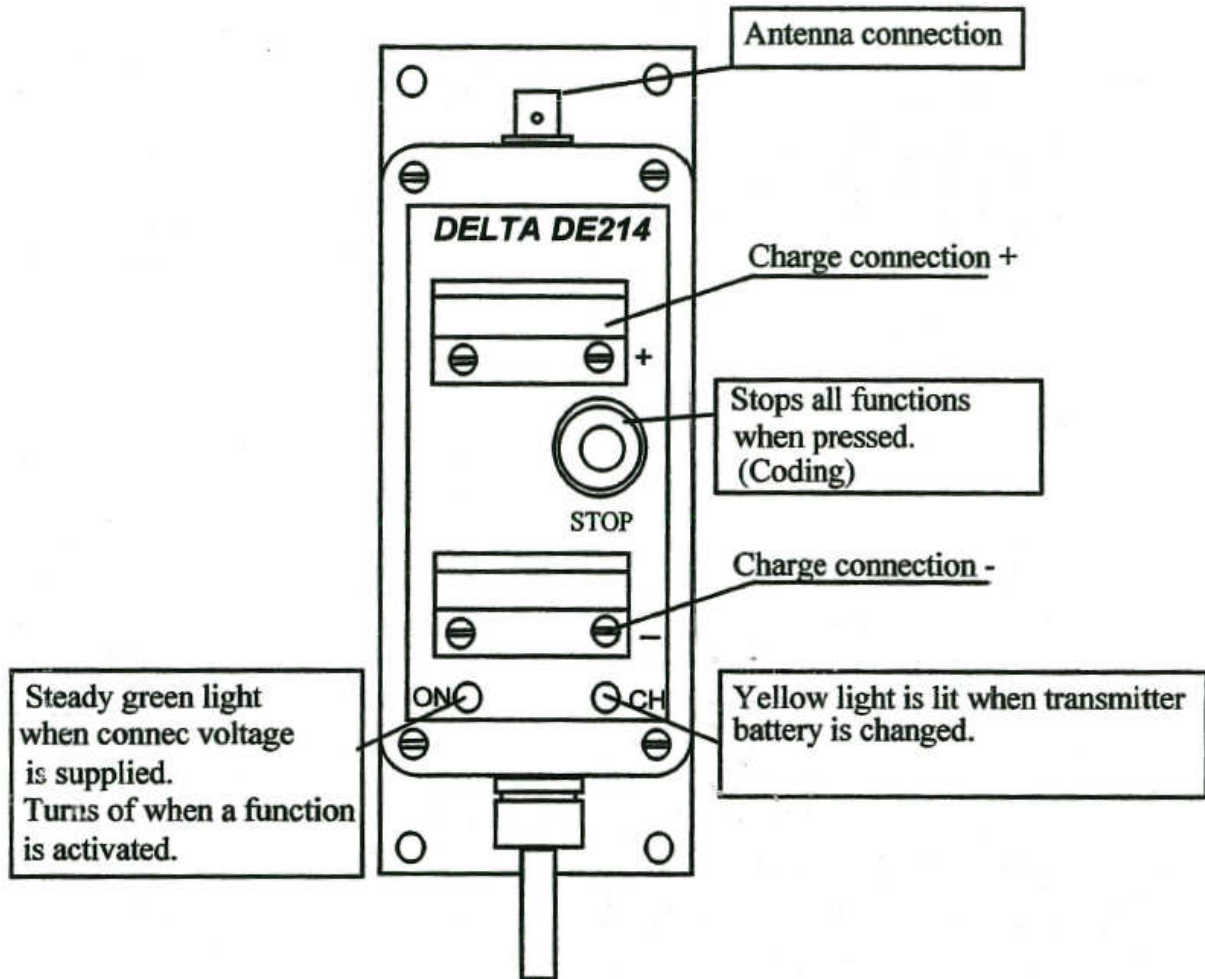 Antenna connection
DELTA DE214
Charge connection +
+
Stops all functions
when pressed.
(Coding)
STOP
Charge connection -
–
ON
CH
Steady green light
when connec voltage
is supplied.
Turns of when a function
is activated.
Yellow light is lit when transmitter
battery is changed.